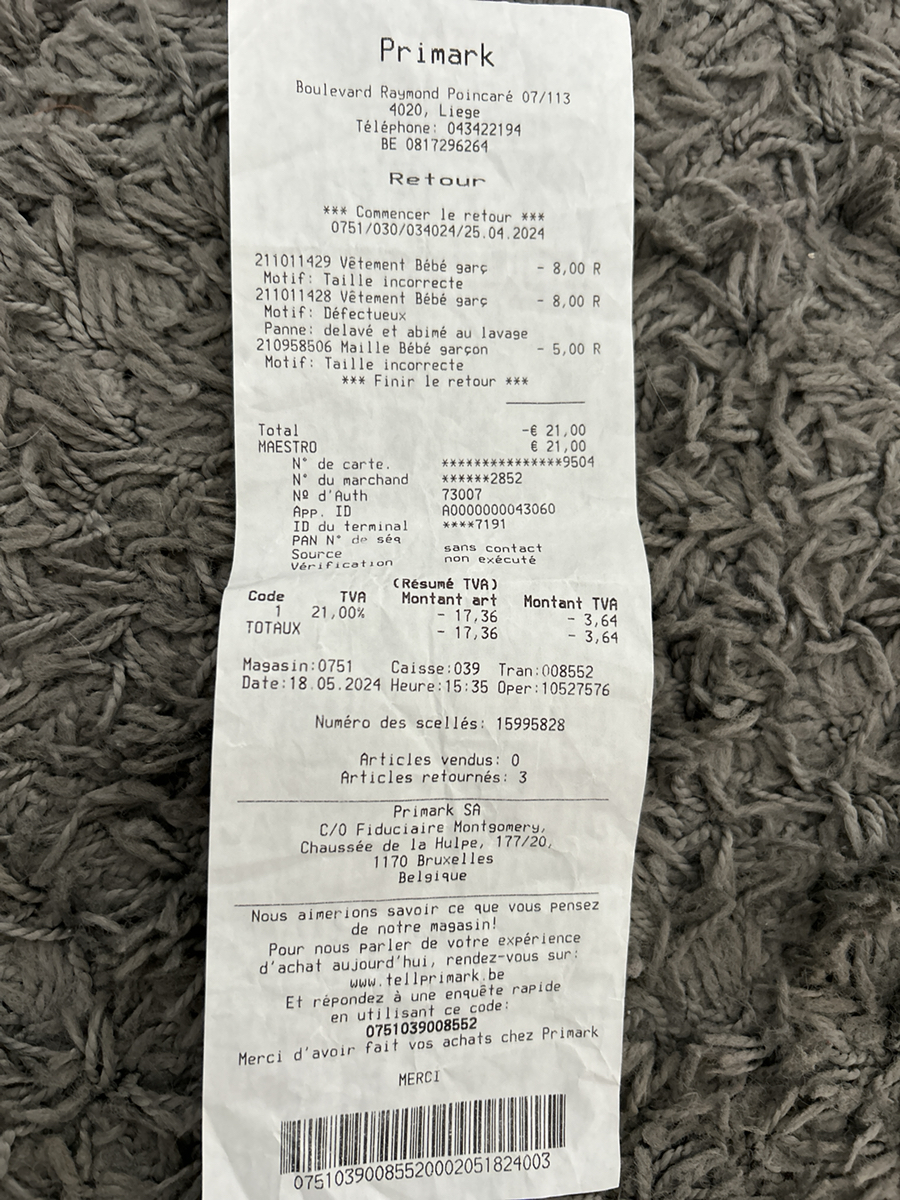 Primark
Boulevard Raymond Poincaré 07/113
4020, Liege
Téléphone: 043422194
BE 0817296264
Retour
*** Commencer le retour ***
0751/030/034024/25.04.2024
211011429 Vêtement Bébé garç - 8,00 R
Motif: Taille incorrecte
211011428 Vêtement Bébé garç - 8,00 R
Motif: Défectueux
Panne: delavé et abimé au lavage
210958506 Maille Bébé garçon - 5,00 R
Motif: Taille incorrecte
*** Finir le retour ***
Total -€ 21,00
MAESTRO € 21,00
N° de carte. ***************9504
N° du marchand ******2852
Nº d'Auth 73007
App. ID A0000000043060
ID du terminal ****7191
PAN N° de séq
Source sans contact
Vérification non exécuté
(Résumé TVA)
Code TVA Montant art Montant TVA
1 21,00% - 17,36 - 3,64
TOTAUX - 17,36 - 3,64
Magasin:0751 Caisse:039 Tran:008552
Date:18.05.2024 Heure:15:35 Oper:10527576
Numéro des scellés: 15995828
Articles vendus: 0
Articles retournés: 3
Primark SA
C/O Fiduciaire Montgomery,
Chaussée de la Hulpe, 177/20,
1170 Bruxelles
Belgique
Nous aimerions savoir ce que vous pensez
de notre magasin!
Pour nous parler de votre expérience
d'achat aujourd'hui, rendez-vous sur:
www.tellprimark.be
Et répondez à une enquête rapide
en utilisant ce code:
0751039008552
Merci d'avoir fait vos achats chez Primark
MERCI
07510390085520002051824003